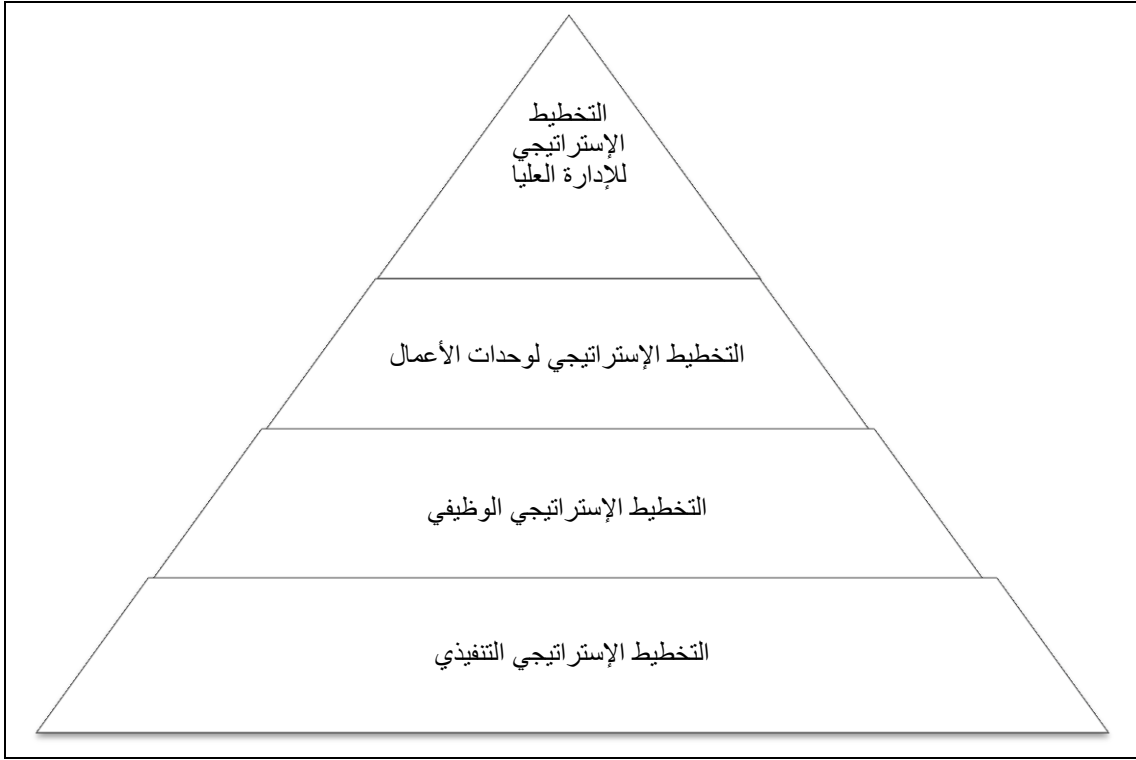 التخطيط
الإستراتيجي
للإدارة العليا
التخطيط الإستراتيجي لوحدات الأعمال
التخطيط الإستراتيجي الوظيفي
التخطيط الإستراتيجي التنفيذي